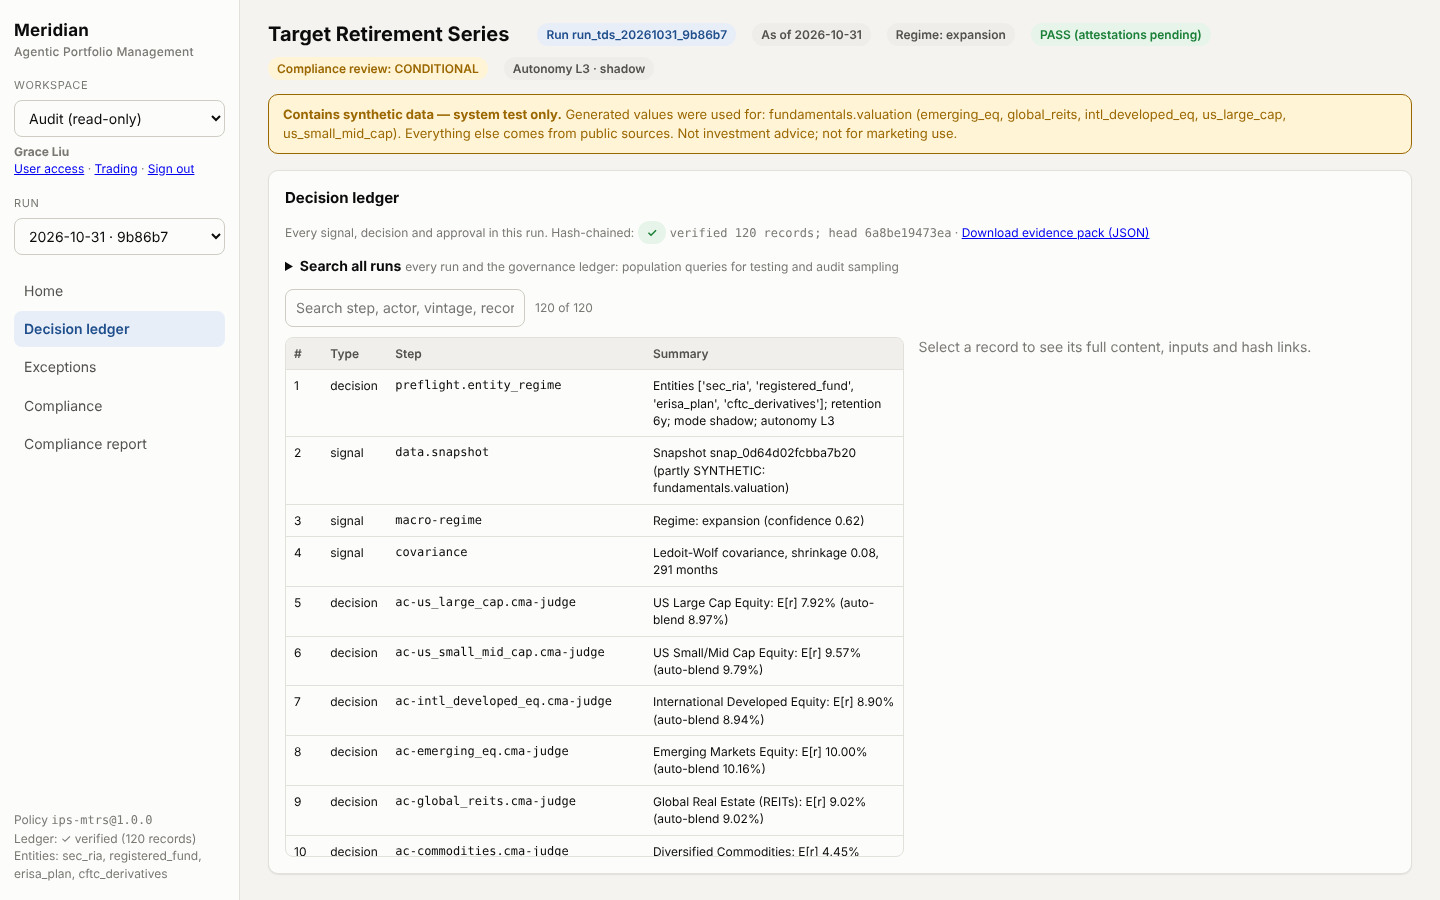 Meridian
Agentic Portfolio Management
WORKSPACE
Audit (read-only)
Grace Liu
User access · Trading · Sign out
RUN
2026-10-31 · 9b86b7
Home
Decision ledger
Exceptions
Compliance
Compliance report
Policy ips-mtrs@1.0.0
Ledger: ✓ verified (120 records)
Entities: sec_ria, registered_fund,
erisa_plan, cftc_derivatives
Target Retirement Series
Run run_tds_20261031_9b86b7
As of 2026-10-31
Regime: expansion
PASS (attestations pending)
Compliance review: CONDITIONAL
Autonomy L3 · shadow
Contains synthetic data — system test only. Generated values were used for: fundamentals.valuation (emerging_eq, global_reits, intl_developed_eq, us_large_cap,
us_small_mid_cap). Everything else comes from public sources. Not investment advice; not for marketing use.
Decision ledger
Every signal, decision and approval in this run. Hash-chained: ✓ verified 120 records; head 6a8be19473ea · Download evidence pack (JSON)
▶ Search all runs every run and the governance ledger: population queries for testing and audit sampling
Search step, actor, vintage, recor
120 of 120
# Type Step Summary
1 decision preflight.entity_regime Entities ['sec_ria', 'registered_fund',
'erisa_plan', 'cftc_derivatives']; retention
6y; mode shadow; autonomy L3
2 signal data.snapshot Snapshot snap_0d64d02fcbba7b20
(partly SYNTHETIC:
fundamentals.valuation)
3 signal macro-regime Regime: expansion (confidence 0.62)
4 signal covariance Ledoit-Wolf covariance, shrinkage 0.08,
291 months
5 decision ac-us_large_cap.cma-judge US Large Cap Equity: E[r] 7.92% (auto-
blend 8.97%)
6 decision ac-us_small_mid_cap.cma-judge US Small/Mid Cap Equity: E[r] 9.57%
(auto-blend 9.79%)
7 decision ac-intl_developed_eq.cma-judge International Developed Equity: E[r] 8.90%
(auto-blend 8.94%)
8 decision ac-emerging_eq.cma-judge Emerging Markets Equity: E[r] 10.00%
(auto-blend 10.16%)
9 decision ac-global_reits.cma-judge Global Real Estate (REITs): E[r] 9.02%
(auto-blend 9.02%)
10 decision ac-commodities.cma-judge Diversified Commodities: E[r] 4.45%
Select a record to see its full content, inputs and hash links.